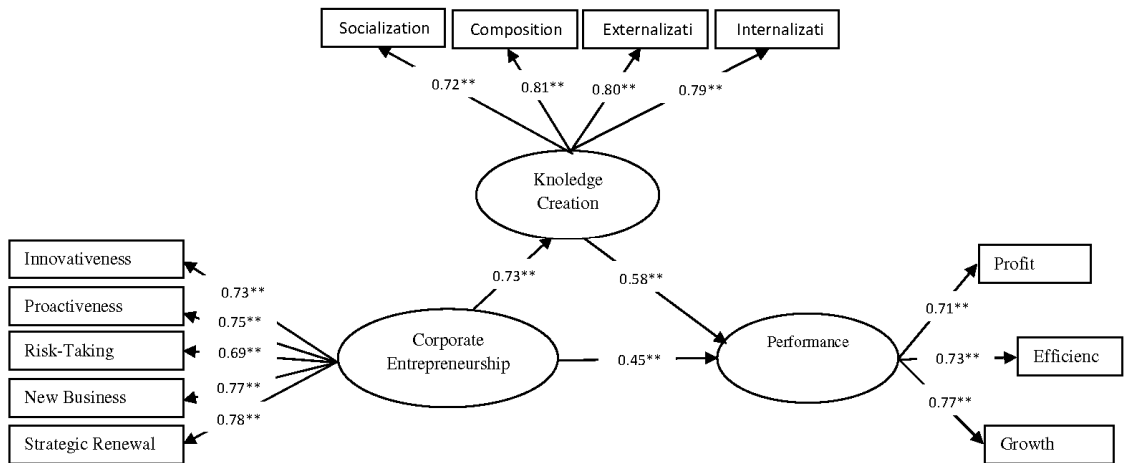 Socialization
Composition
Externalizati
Internalizati
0.72**
0.81**
0.80**
0.79**
Knoledge
Creation
Innovativeness
Proactiveness
Risk-Taking
New Business
Strategic Renewal
0.73**
0.75**
0.69**
0.77**
0.78**
Corporate
Entrepreneurship
0.73**
0.58**
0.45**
Performance
0.71**
0.73**
0.77**
Profit
Efficienc
Growth